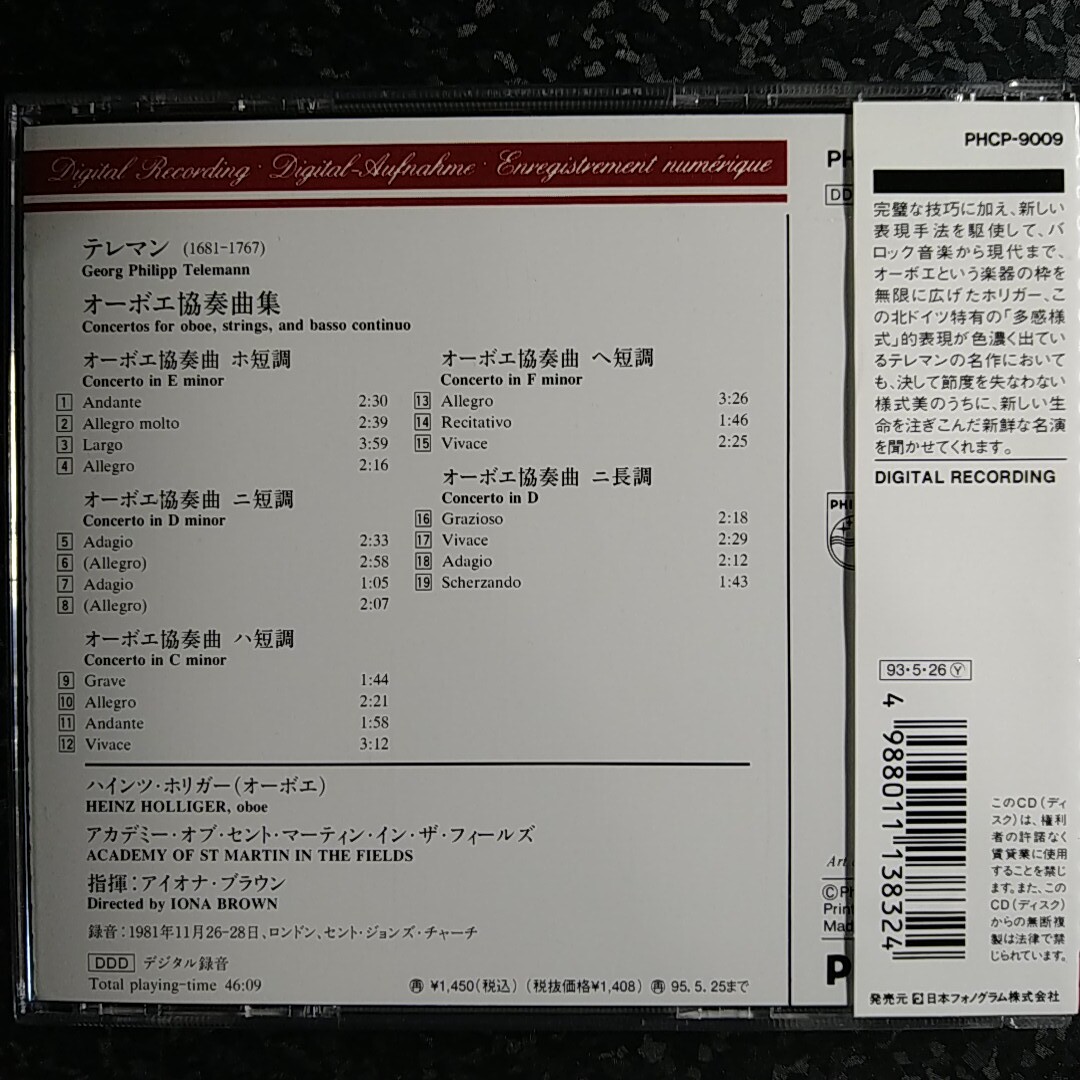 Digital Recording · Digital-Aufnahme · Enregistrement numérique
テレマン (1681-1767)
Georg Philipp Telemann
オーボエ協奏曲集
Concertos for oboe, strings, and basso continuo
オーボエ協奏曲 ホ短調
Concerto in E minor
1 Andante 2:30
2 Allegro molto 2:39
3 Largo 3:59
4 Allegro 2:16
オーボエ協奏曲 ニ短調
Concerto in D minor
5 Adagio 2:33
6 (Allegro) 2:58
7 Adagio 1:05
8 (Allegro) 2:07
オーボエ協奏曲 ハ短調
Concerto in C minor
9 Grave 1:44
10 Allegro 2:21
11 Andante 1:58
12 Vivace 3:12
オーボエ協奏曲 ヘ短調
Concerto in F minor
13 Allegro 3:26
14 Recitativo 1:46
15 Vivace 2:25
オーボエ協奏曲 ニ長調
Concerto in D
16 Grazioso 2:18
17 Vivace 2:29
18 Adagio 2:12
19 Scherzando 1:43
ハインツ・ホリガー(オーボエ)
HEINZ HOLLIGER, oboe
アカデミー・オブ・セント・マーティン・イン・ザ・フィールズ
ACADEMY OF ST MARTIN IN THE FIELDS
指揮:アイオナ・ブラウン
Directed by IONA BROWN
録音:1981年11月26-28日、ロンドン、セント・ジョンズ・チャーチ
DDD デジタル録音
Total playing-time 46:09
再 ¥1,450(税込)(税抜価格¥1,408) 再 95.5.25まで
PHCP-9009
完璧な技巧に加え、新しい
表現手法を駆使して、バ
ロック音楽から現代まで、
オーボエという楽器の枠を
無限に広げたホリガー、こ
の北ドイツ特有の「多感様
式」的表現が色濃く出てい
るテレマンの名作において
も、決して節度を失なわない
様式美のうちに、新しい生
命を注ぎこんだ新鮮な名演
を聞かせてくれます。
DIGITAL RECORDING
93・5・26 Ⓨ
4 988011 138324
このCD(ディ
スク)は、権利
者の許諾なく
賃貸業に使用
することを禁じ
ます。また、この
CD(ディスク)
からの無断複
製は法律で禁
じられています。
発売元 日本フォノグラム株式会社